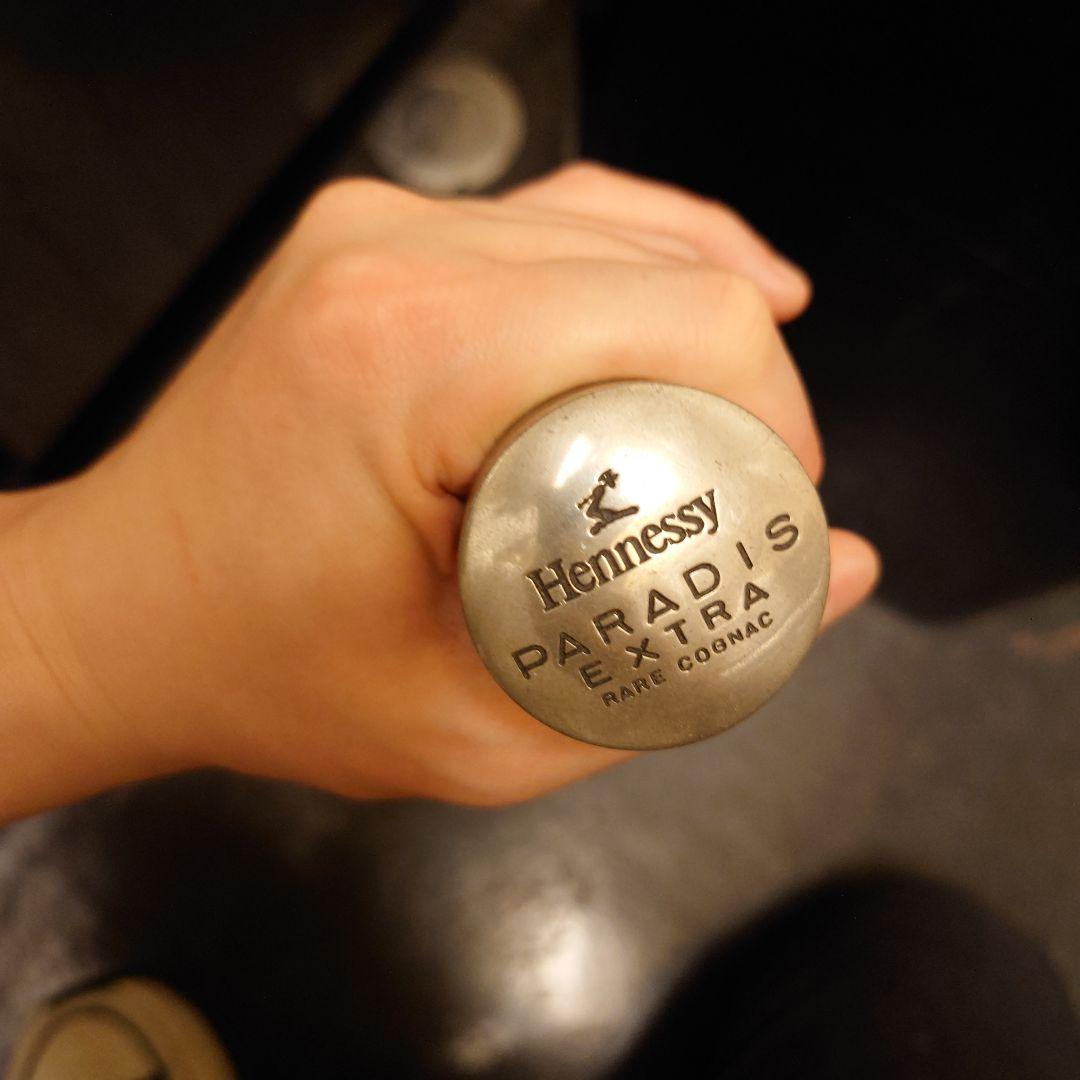 Hennessy
PARADIS
EXTRA
RARE COGNAC